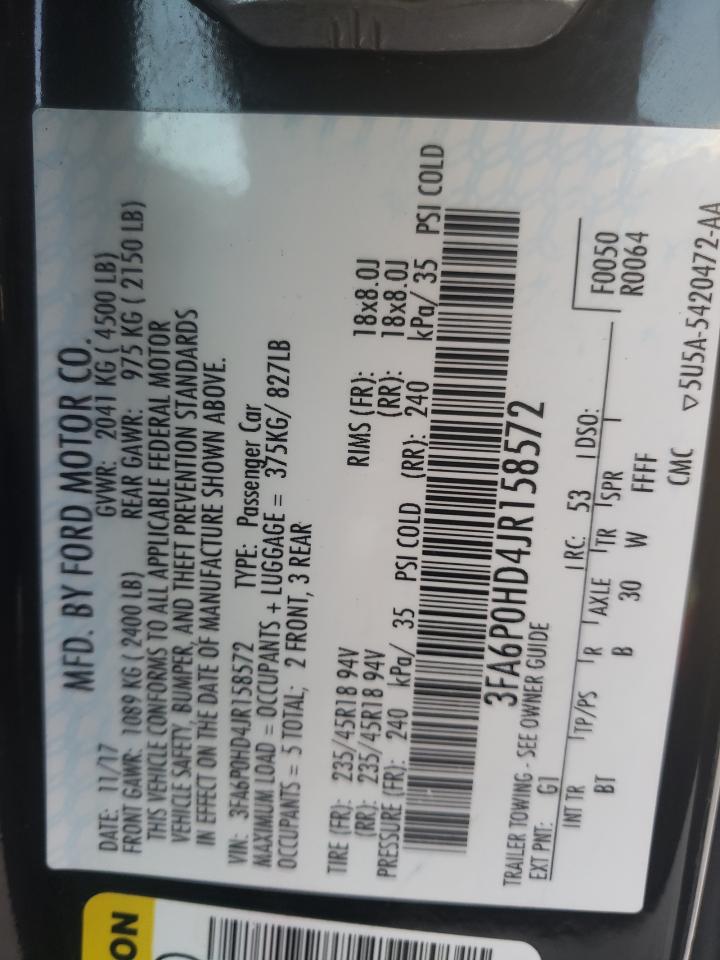 MFD. BY FORD MOTOR CO.
DATE: 11/17 GVWR: 2041 KG ( 4500 LB)
FRONT GAWR: 1089 KG ( 2400 LB) REAR GAWR: 975 KG ( 2150 LB)
THIS VEHICLE CONFORMS TO ALL APPLICABLE FEDERAL MOTOR
VEHICLE SAFETY, BUMPER, AND THEFT PREVENTION STANDARDS
IN EFFECT ON THE DATE OF MANUFACTURE SHOWN ABOVE.
VIN: 3FA6P0HD4JR158572 TYPE: Passenger Car
MAXIMUM LOAD = OCCUPANTS + LUGGAGE = 375KG/ 827LB
OCCUPANTS = 5 TOTAL; 2 FRONT, 3 REAR
TIRE (FR): 235/45R18 94V RIMS (FR): 18x8.0J
(RR): 235/45R18 94V (RR): 18x8.0J
PRESSURE (FR): 240 kPa/ 35 PSI COLD (RR): 240 kPa/ 35 PSI COLD
3FA6P0HD4JR158572
TRAILER TOWING - SEE OWNER GUIDE
EXT PNT: G1 RC: 53 DSO: F0050
R0064
INT TR TP/PS R AXLE TR SPR
BT B 30 W FFFF
CMC ▽5U5A-5420472-AA
ON